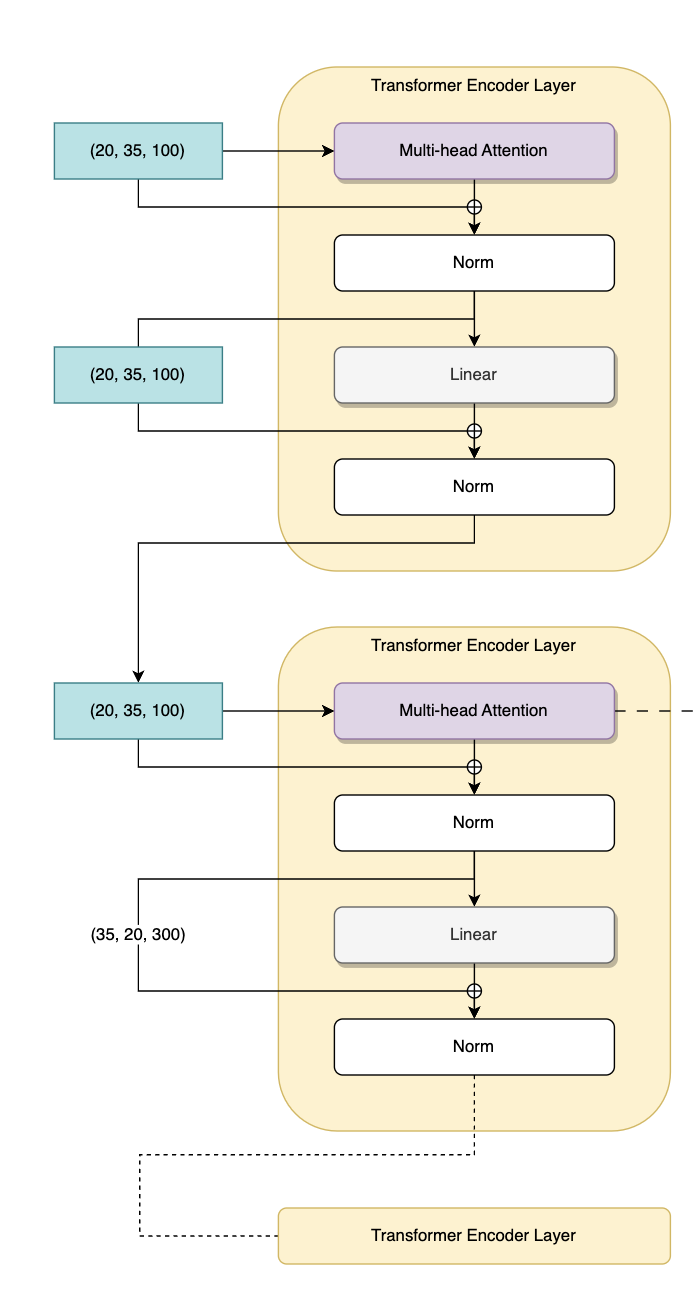 Transformer Encoder Layer
(20, 35, 100)
Multi-head Attention
Norm
(20, 35, 100)
Linear
Norm
Transformer Encoder Layer
(20, 35, 100)
Multi-head Attention
Norm
(35, 20, 300)
Linear
Norm
Transformer Encoder Layer